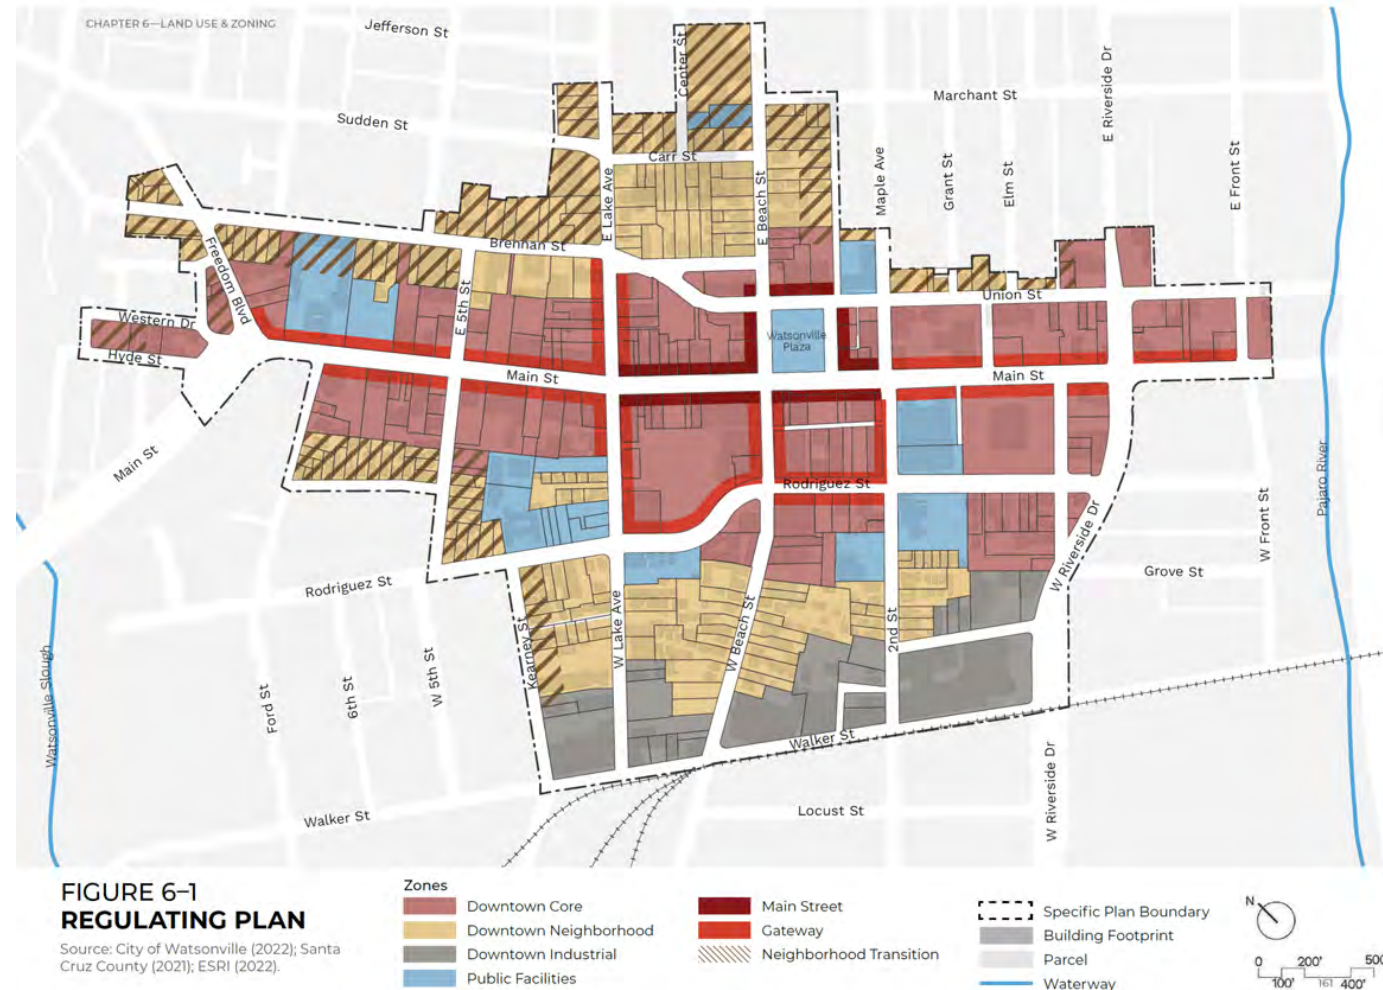 CHAPTER 6—LAND USE & ZONING
Jefferson St
Center St
E Riverside Dr
Marchant St
Sudden St
Carr St
Maple Ave
Grant St
Elm St
E Front St
E Lake Ave
E Beach St
Brennan St
Freedom Blvd
E 5th St
Union St
Western Dr
Hyde St
Watsonville
Plaza
Main St
Main St
Main St
Pajaro River
Rodriguez St
W Front St
W Riverside Dr
Grove St
Rodriguez St
Kearney St
W Lake Ave
W Beach St
2nd St
Watsonville Slough
Ford St
6th St
W 5th St
Walker St
W Riverside Dr
Walker St
Locust St
FIGURE 6–1
REGULATING PLAN
Source: City of Watsonville (2022); Santa
Cruz County (2021); ESRI (2022).
Zones
Downtown Core
Downtown Neighborhood
Downtown Industrial
Public Facilities
Main Street
Gateway
Neighborhood Transition
Specific Plan Boundary
Building Footprint
Parcel
Waterway
N
0 200' 500
100' 161 400'